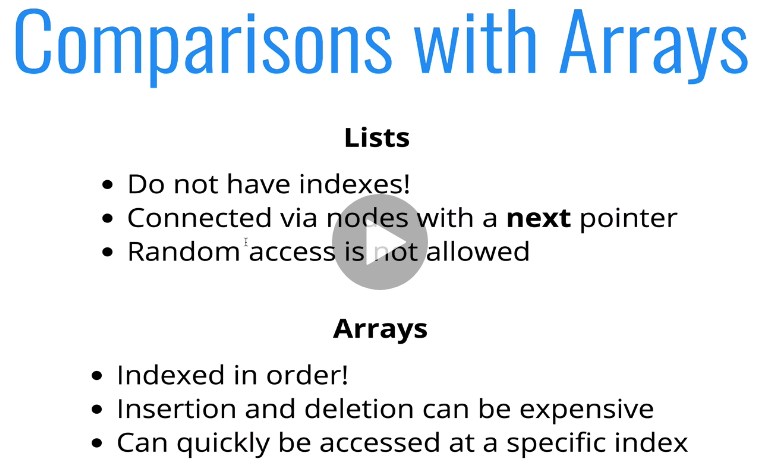 Comparisons with Arrays
Lists
• Do not have indexes!
• Connected via nodes with a next pointer
• Random access is not allowed
Arrays
• Indexed in order!
• Insertion and deletion can be expensive
• Can quickly be accessed at a specific index